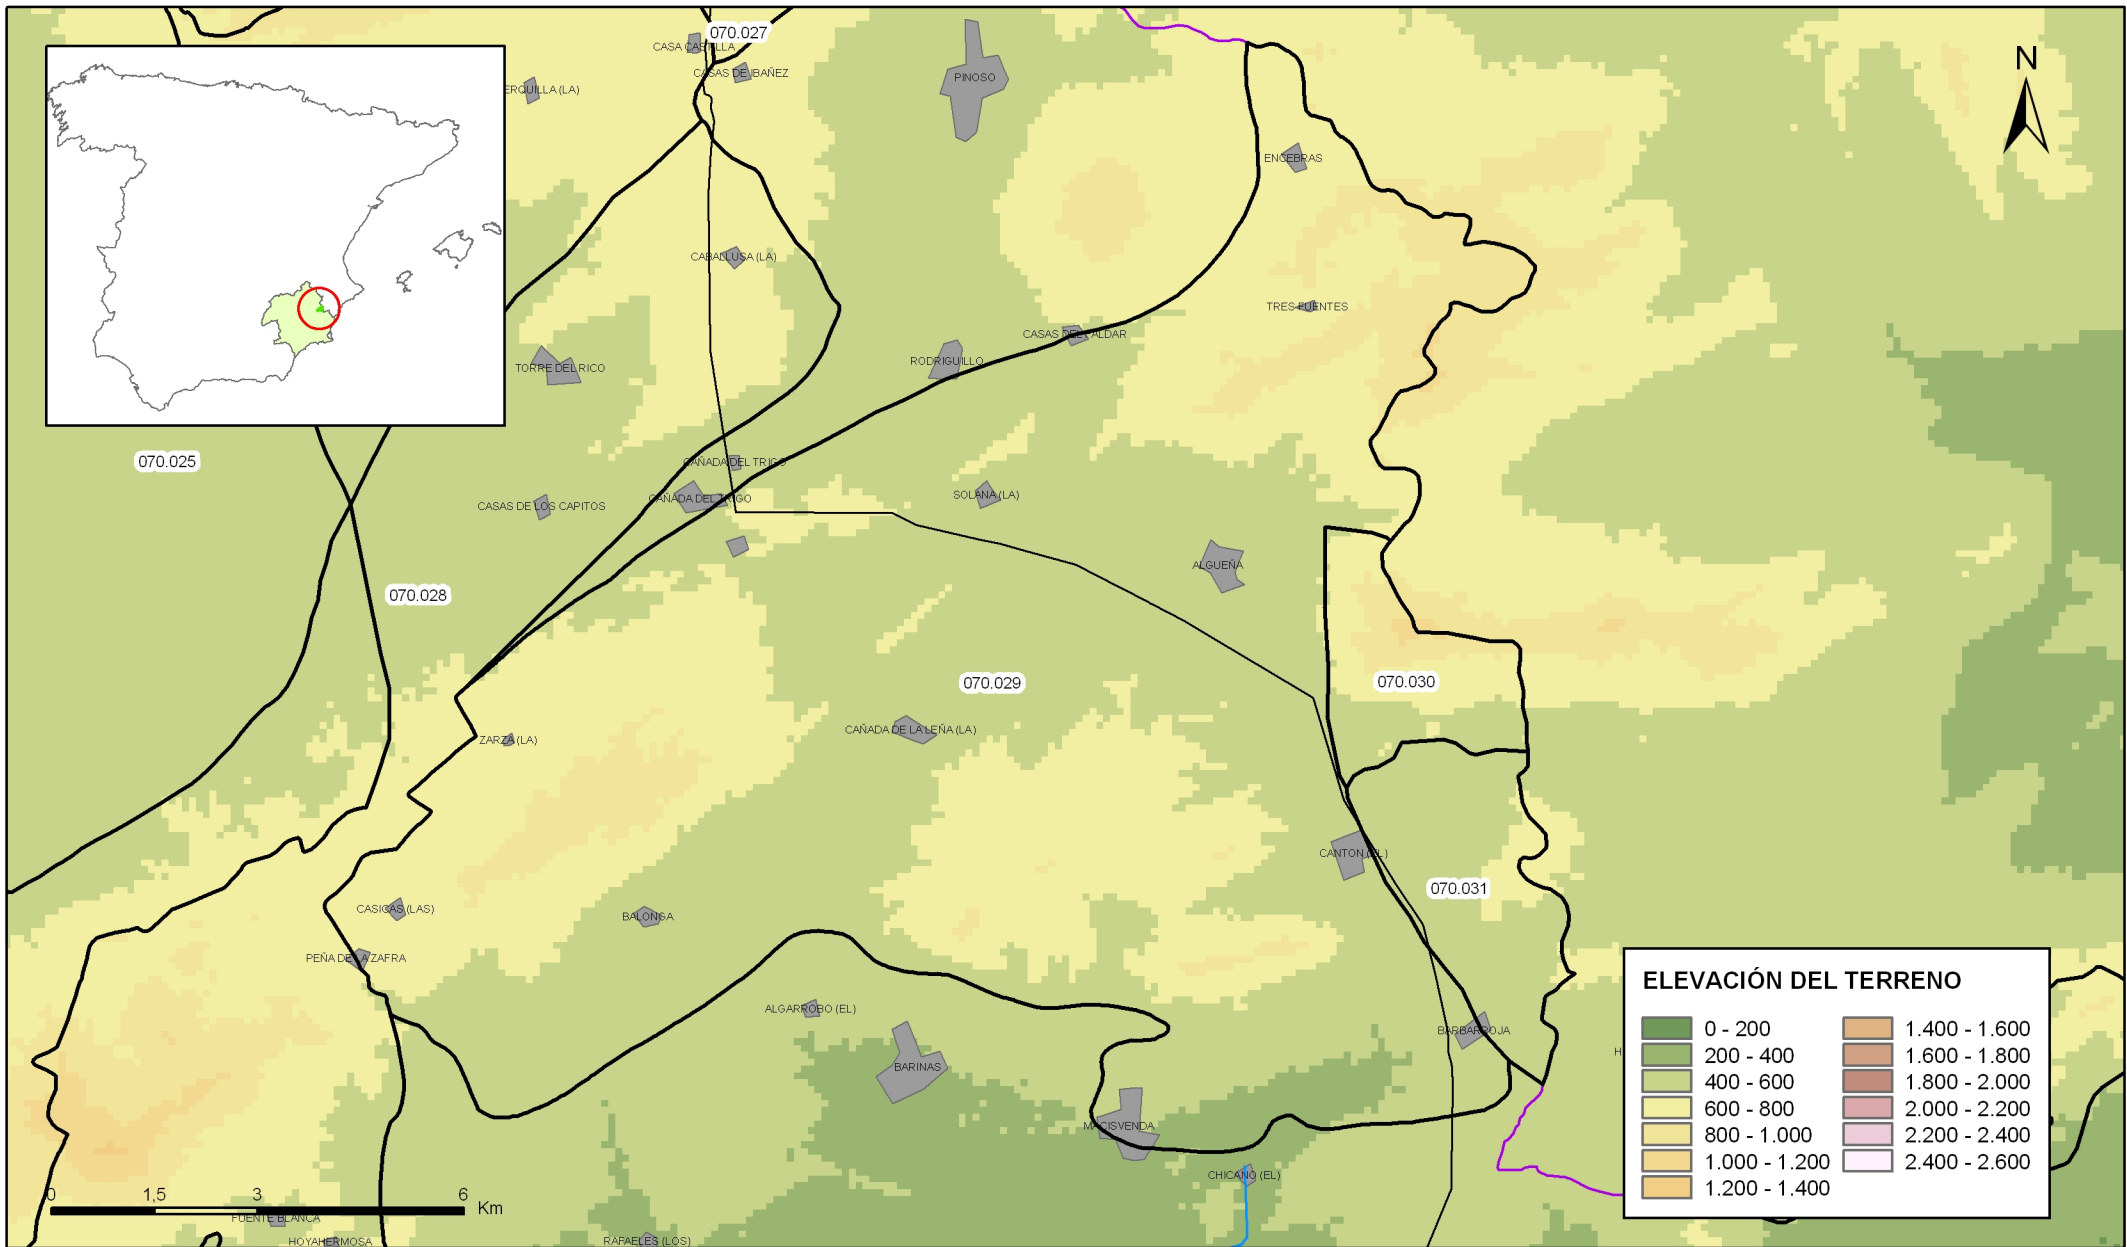 070.027
CASA CASTILLA
CASAS DE IBAÑEZ
PINOSO
N
ERQUILLA (LA)
ENCEBRAS
CABALLUSA (LA)
TRES FUENTES
CASAS DEL ALDAR
RODRIGUILLO
TORRE DEL RICO
070.025
CAÑADA DEL TRIGO
CASAS DE LOS CAPITOS
CAÑADA DEL TRIGO
SOLANA (LA)
ALGUEÑA
070.028
070.029
070.030
ZARZA (LA)
CAÑADA DE LA LEÑA (LA)
CANTON (EL)
070.031
CASICAS (LAS)
BALONGA
PEÑA DE LA ZAFRA
ALGARROBO (EL)
BARBARROJA
H
BARINAS
MACISVENDA
CHICANO (EL)
ELEVACIÓN DEL TERRENO
0 - 200
200 - 400
400 - 600
600 - 800
800 - 1.000
1.000 - 1.200
1.200 - 1.400
1.400 - 1.600
1.600 - 1.800
1.800 - 2.000
2.000 - 2.200
2.200 - 2.400
2.400 - 2.600
0 1,5 3 6
Km
FUENTE BLANCA
HOYAHERMOSA
RAFAELES (LOS)